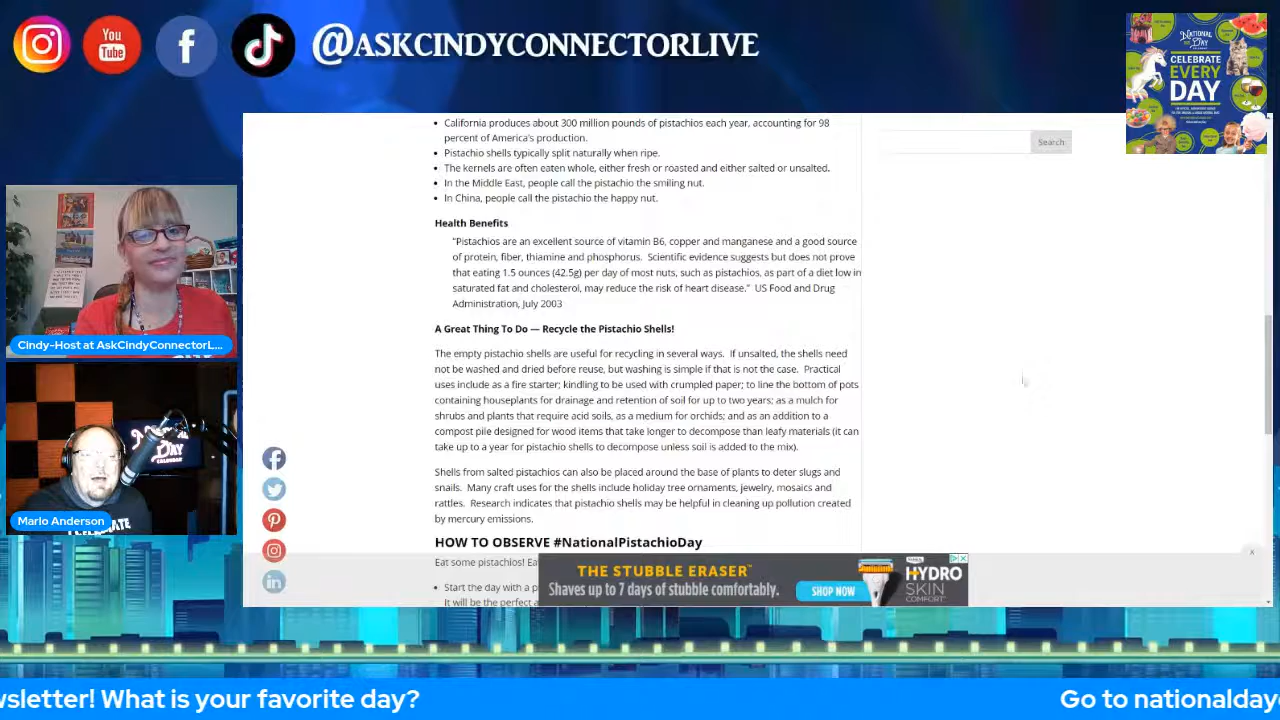 You
Tube
@ASKCINDYCONNECTORLIVE
NATIONAL
DAY
CELEBRATE
EVERY
DAY
California produces about 300 million pounds of pistachios each year, accounting for 98
percent of America's production.
Pistachio shells typically split naturally when ripe.
The kernels are often eaten whole, either fresh or roasted and either salted or unsalted.
In the Middle East, people call the pistachio the smiling nut.
In China, people call the pistachio the happy nut.
Search
Health Benefits
"Pistachios are an excellent source of vitamin B6, copper and manganese and a good source
of protein, fiber, thiamine and phosphorus. Scientific evidence suggests but does not prove
that eating 1.5 ounces (42.5g) per day of most nuts, such as pistachios, as part of a diet low in
saturated fat and cholesterol, may reduce the risk of heart disease." US Food and Drug
Administration, July 2003
A Great Thing To Do — Recycle the Pistachio Shells!
The empty pistachio shells are useful for recycling in several ways. If unsalted, the shells need
not be washed and dried before reuse, but washing is simple if that is not the case. Practical
uses include as a fire starter; kindling to be used with crumpled paper; to line the bottom of pots
containing houseplants for drainage and retention of soil for up to two years; as a mulch for
shrubs and plants that require acid soils, as a medium for orchids; and as an addition to a
compost pile designed for wood items that take longer to decompose than leafy materials (it can
take up to a year for pistachio shells to decompose unless soil is added to the mix).
Shells from salted pistachios can also be placed around the base of plants to deter slugs and
snails. Many craft uses for the shells include holiday tree ornaments, jewelry, mosaics and
rattles. Research indicates that pistachio shells may be helpful in cleaning up pollution created
by mercury emissions.
HOW TO OBSERVE #NationalPistachioDay
Eat some pistachios! Ea
Start the day with a p
It will be the perfect a
THE STUBBLE ERASER™
Shaves up to 7 days of stubble comfortably.
SHOP NOW
HYDRO
SKIN
COMFORT
Cindy-Host at AskCindyConnectorL...
Marlo Anderson
wsletter! What is your favorite day?
Go to nationalday